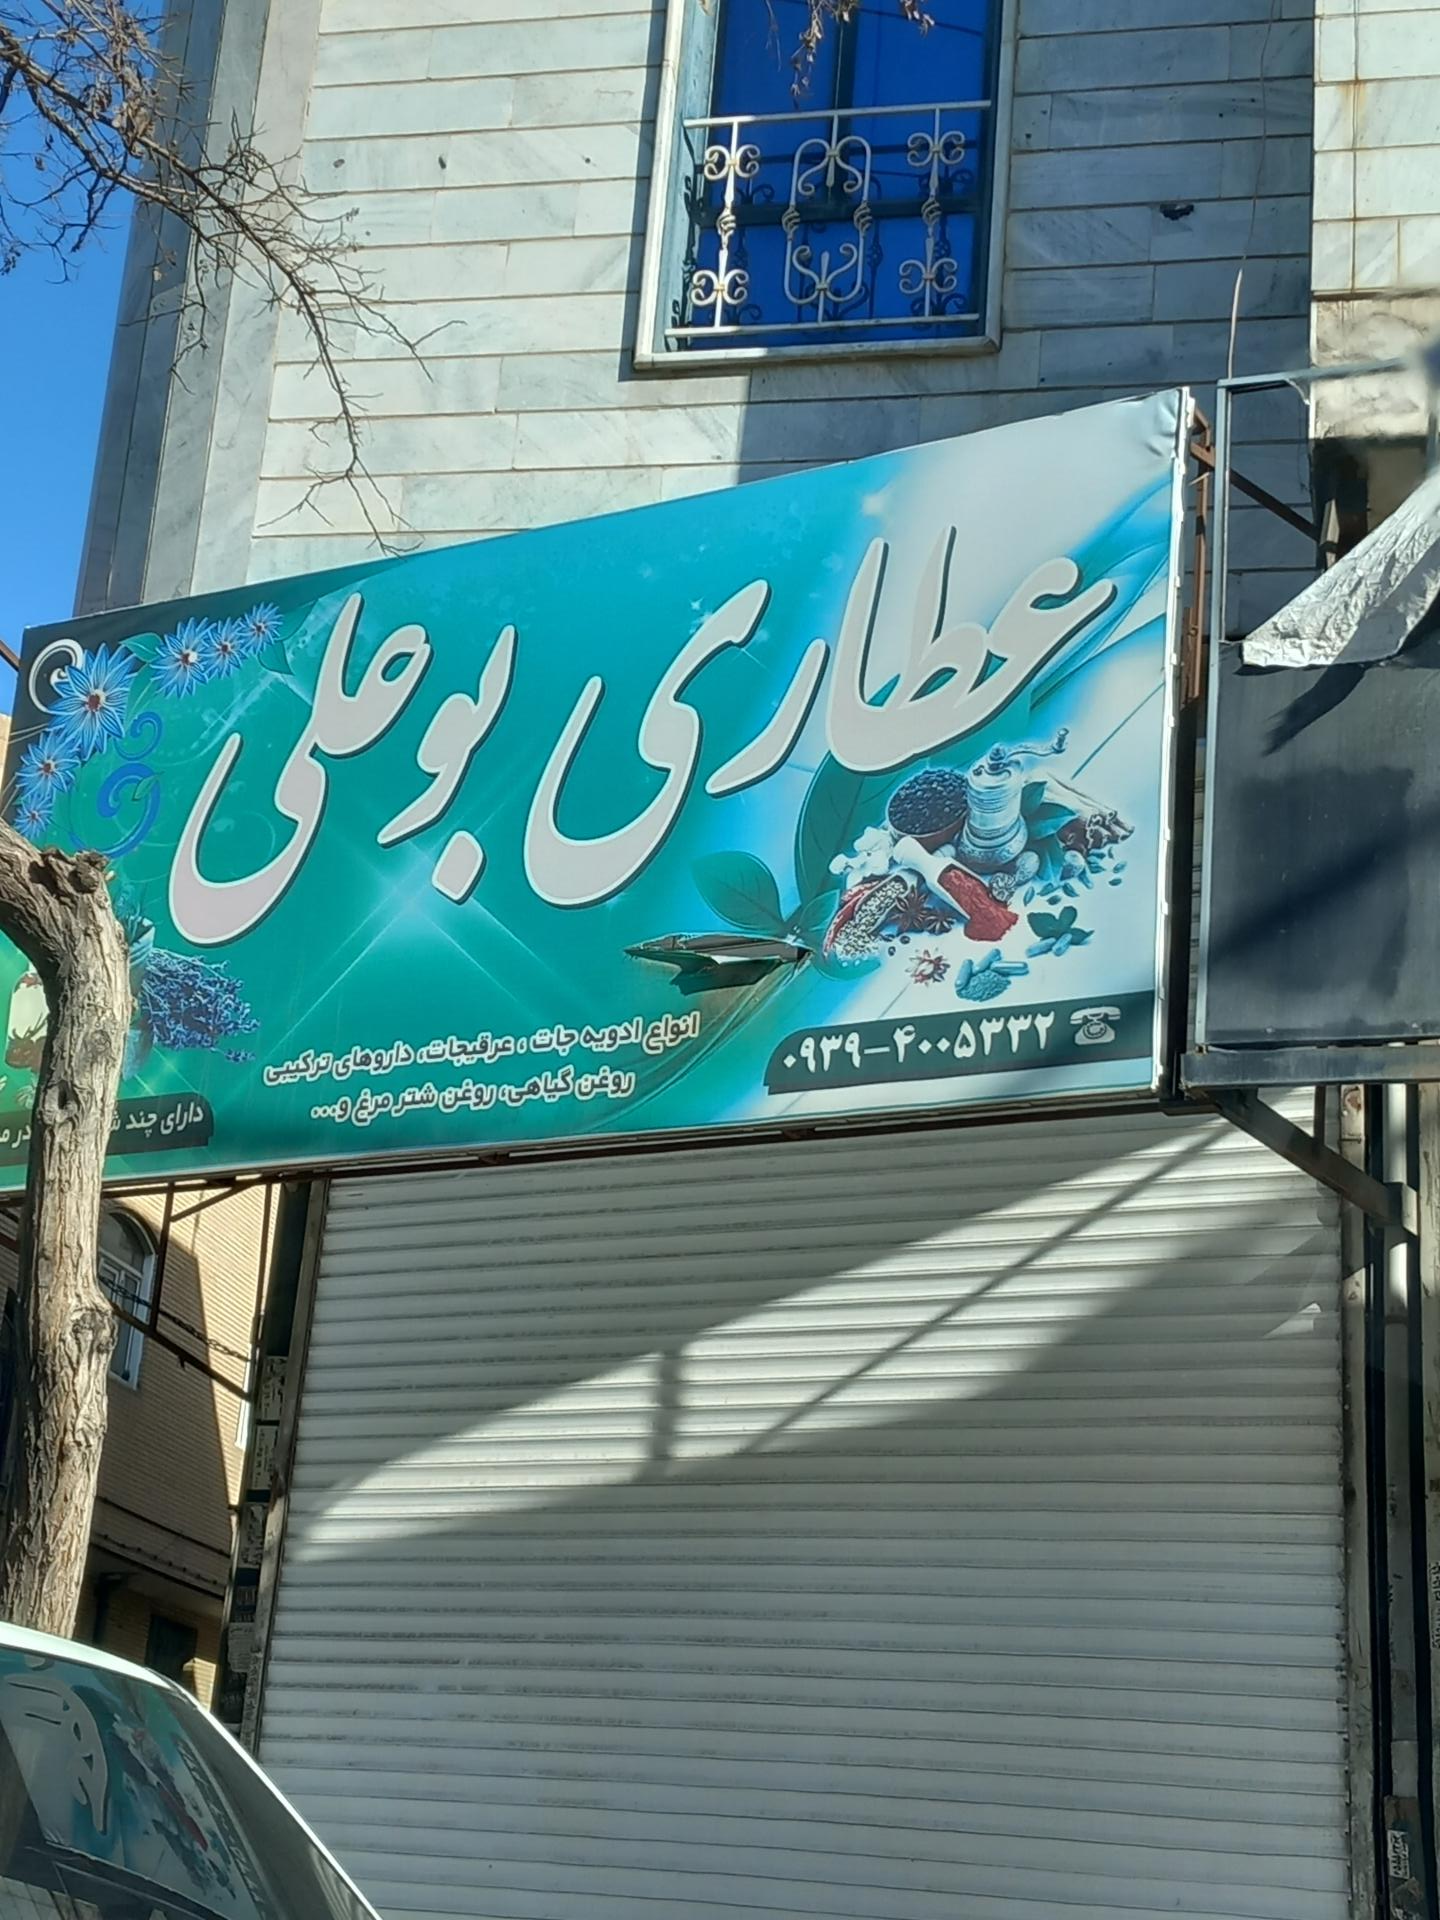 عطاری بوعلی
انواع ادویه جات ، عرقیجات، داروهای ترکیبی
روغن گیاهی، روغن شتر مرغ و...
۰۹۳۹-۴۰۰۵۳۳۲
دارای چند